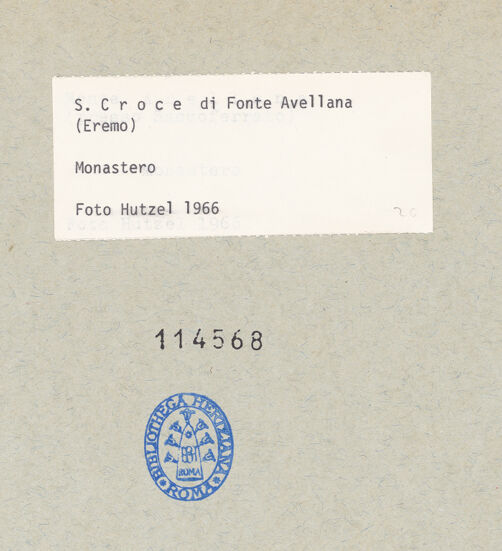 S. C r o c e di Fonte Avellana
(Eremo)
Monastero
Foto Hutzel 1966
114568
BIBLIOTHECA HERTZIANA
ROMA
ROMA